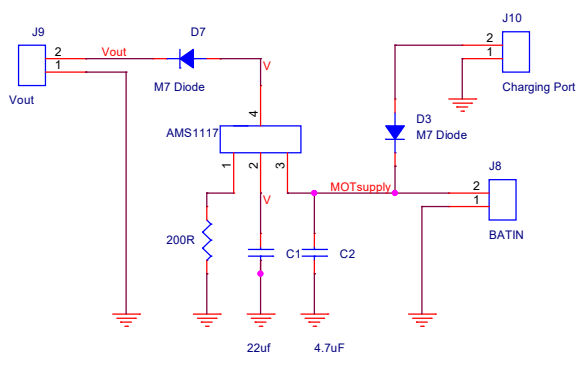 J9
D7
J10
2
Vout
1
V
2
1
Vout
M7 Diode
Charging Port
4
D3
M7 Diode
AMS1117
1
2
3
J8
MOTsupply
2
V
1
200R
BATIN
C1
C2
22uf
4.7uF